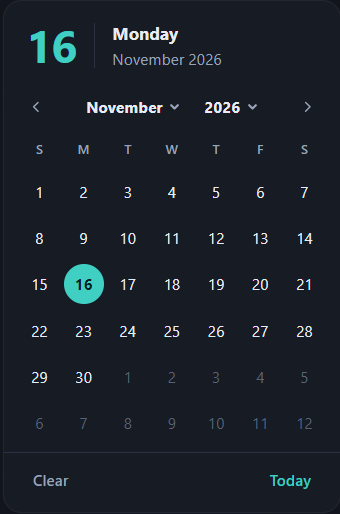 16
Monday
November 2026
November 2026
S M T W T F S
1 2 3 4 5 6 7
8 9 10 11 12 13 14
15 16 17 18 19 20 21
22 23 24 25 26 27 28
29 30 1 2 3 4 5
6 7 8 9 10 11 12
Clear Today